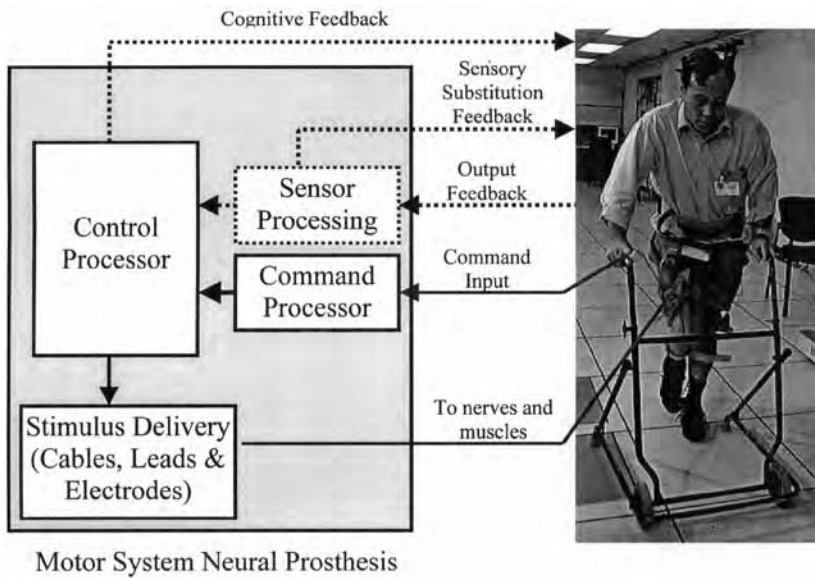 Cognitive Feedback
Sensory
Substitution
Feedback
Output
Feedback
Sensor
Processing
Control
Processor
Command
Processor
Command
Input
Stimulus Delivery
(Cables, Leads &
Electrodes)
To nerves and
muscles
Motor System Neural Prosthesis